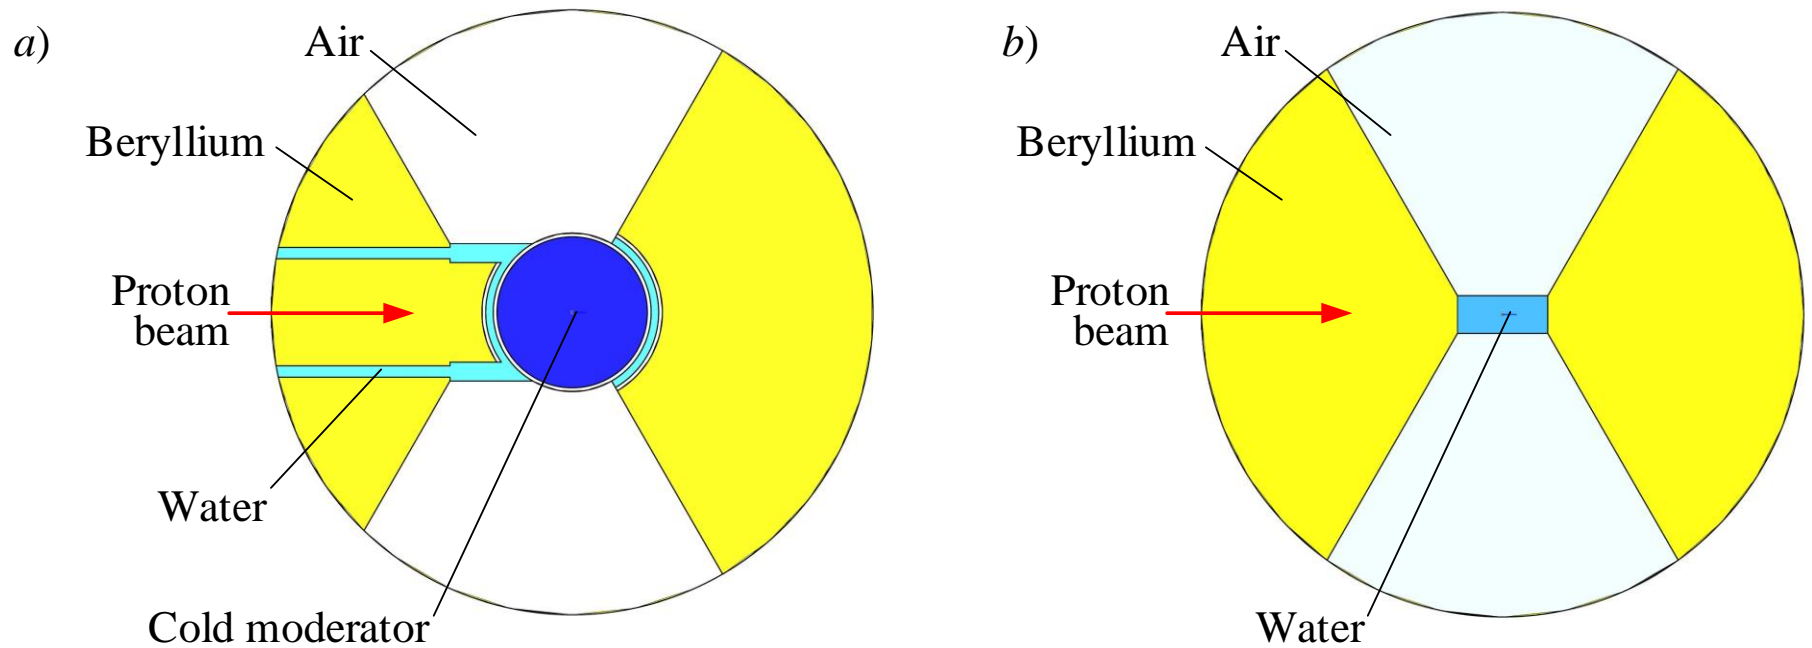 a)
Air
Beryllium
Proton
beam
Water
Cold moderator
b)
Air
Beryllium
Proton
beam
Water